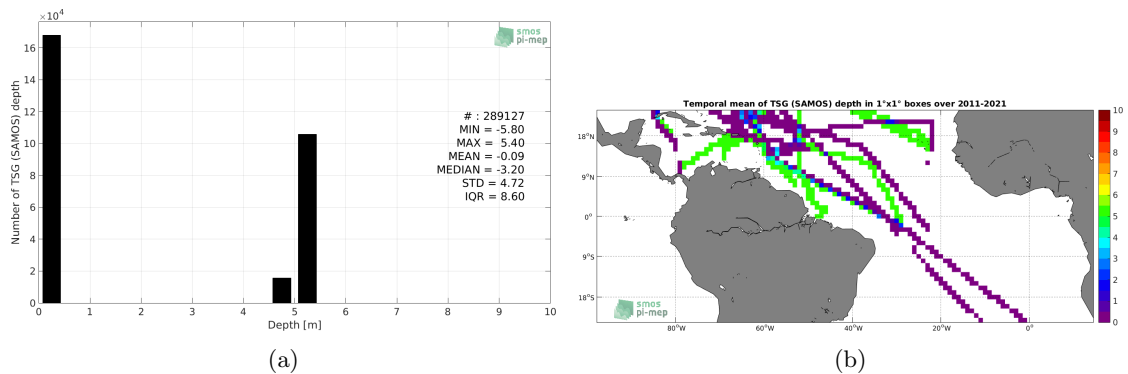 ×10⁴
16
14
12
10
8
6
4
2
0
Number of TSG (SAMOS) depth
smos
pi-mep
# : 289127
MIN = -5.80
MAX = 5.40
MEAN = -0.09
MEDIAN = -3.20
STD = 4.72
IQR = 8.60
0 1 2 3 4 5 6 7 8 9 10
Depth [m]
(a)
Temporal mean of TSG (SAMOS) depth in 1°x1° boxes over 2011-2021
18°N
9°N
0°
9°S
18°S
smos
pi-mep
80°W 60°W 40°W 20°W 0°
10
9
8
7
6
5
4
3
2
1
0
(b)